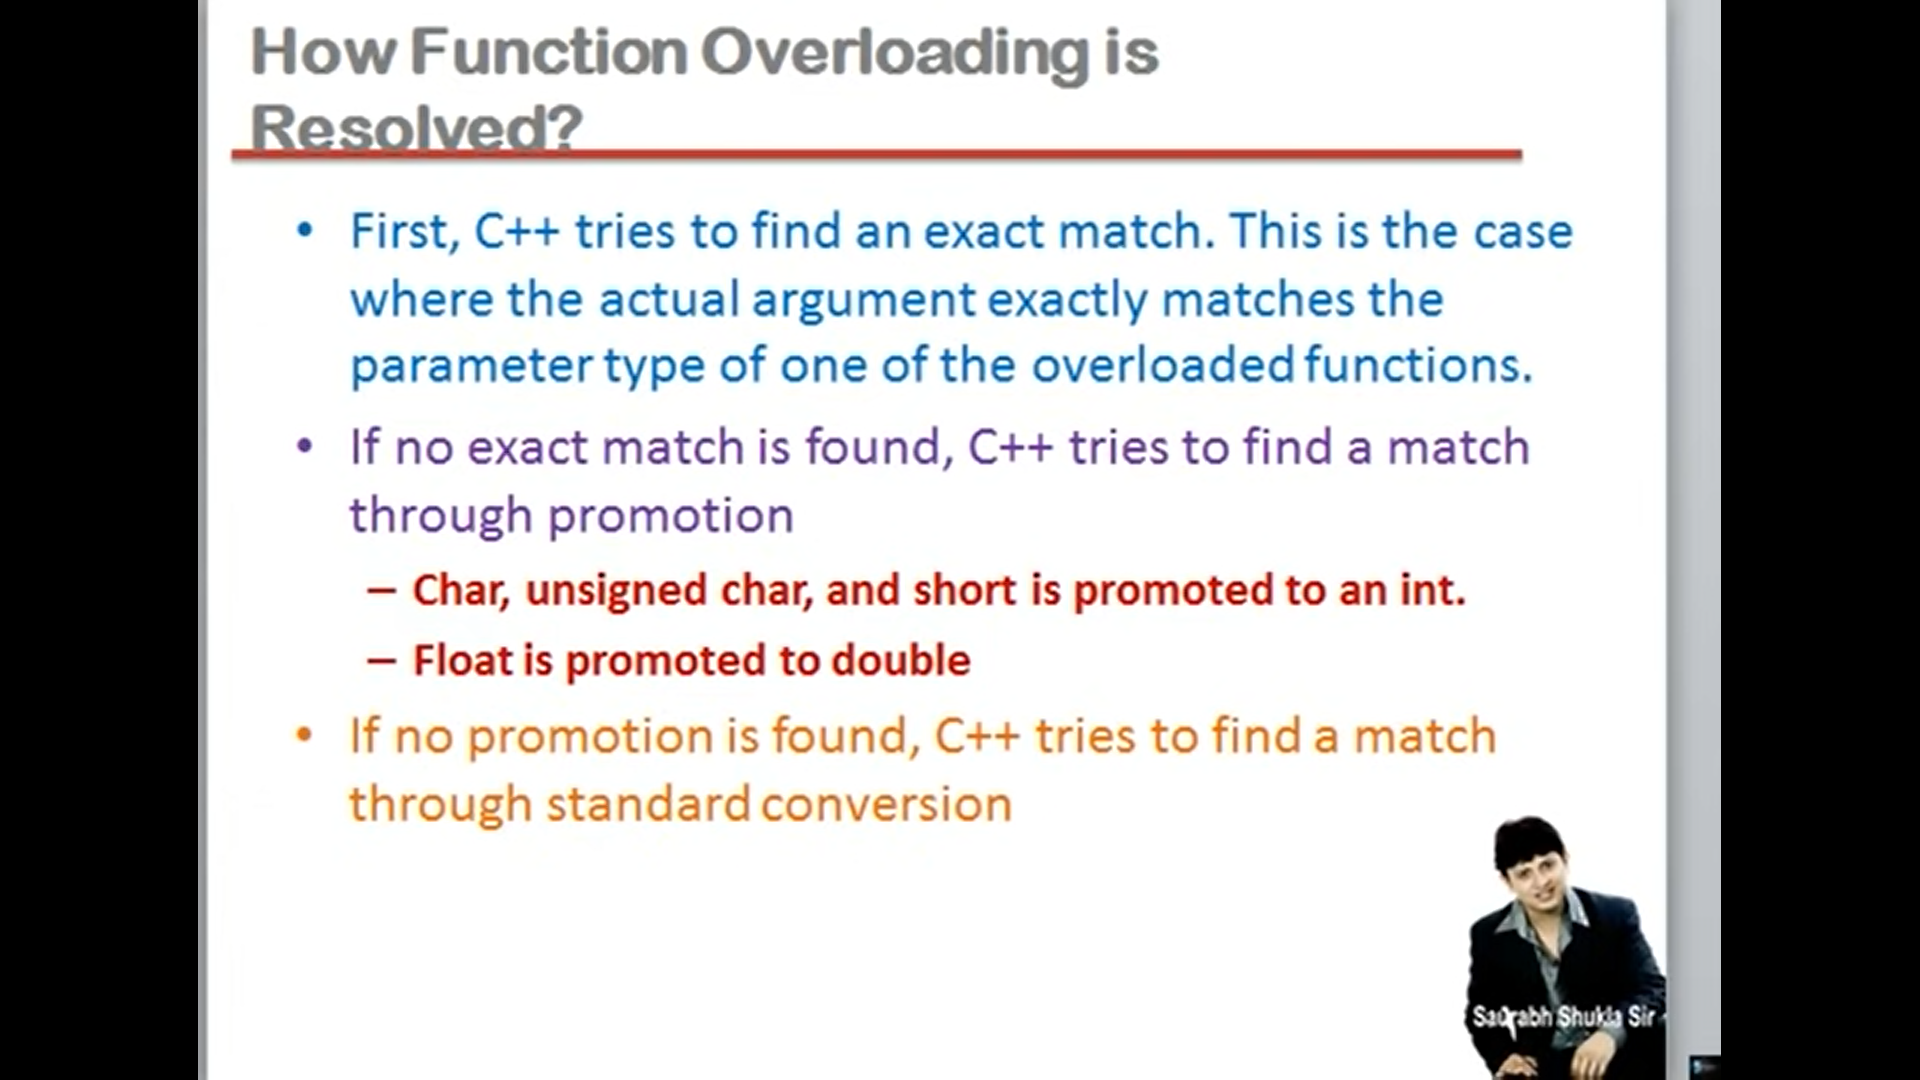 How Function Overloading is
Resolved?
• First, C++ tries to find an exact match. This is the case
where the actual argument exactly matches the
parameter type of one of the overloaded functions.
• If no exact match is found, C++ tries to find a match
through promotion
– Char, unsigned char, and short is promoted to an int.
– Float is promoted to double
• If no promotion is found, C++ tries to find a match
through standard conversion
Saurabh Shukla Sir